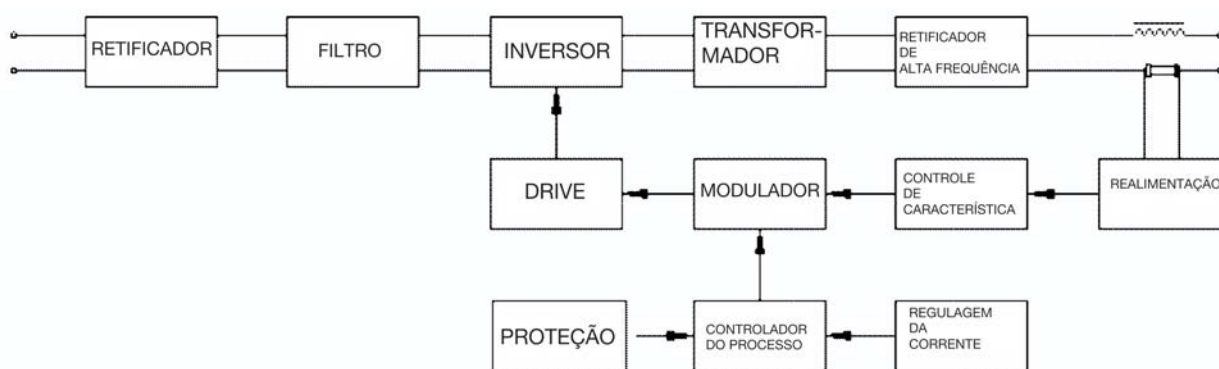 RETIFICADOR
FILTRO
INVERSOR
TRANSFOR-
MADOR
RETIFICADOR
DE
ALTA FREQUÊNCIA
DRIVE
MODULADOR
CONTROLE
DE
CARACTERÍSTICA
REALIMENTAÇÃO
PROTEÇÃO
CONTROLADOR
DO PROCESSO
REGULAGEM
DA
CORRENTE